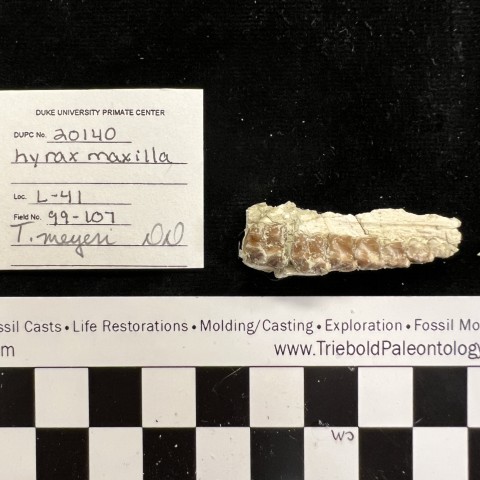 DUKE UNIVERSITY PRIMATE CENTER
DUPC No. 20140
hyrax maxilla
Loc. L-41
Field No. 99-107
T. meyeri DD
ssil Casts • Life Restorations • Molding/Casting • Exploration • Fossil Mo
m www.TrieboldPaleontology
CM